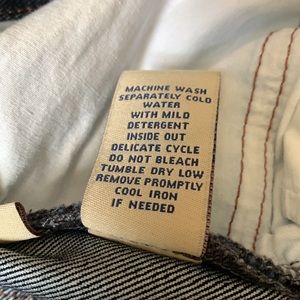 MACHINE WASH
SEPARATELY COLD
WATER
WITH MILD
DETERGENT
INSIDE OUT
DELICATE CYCLE
DO NOT BLEACH
TUMBLE DRY LOW
REMOVE PROMPTLY
COOL IRON
IF NEEDED